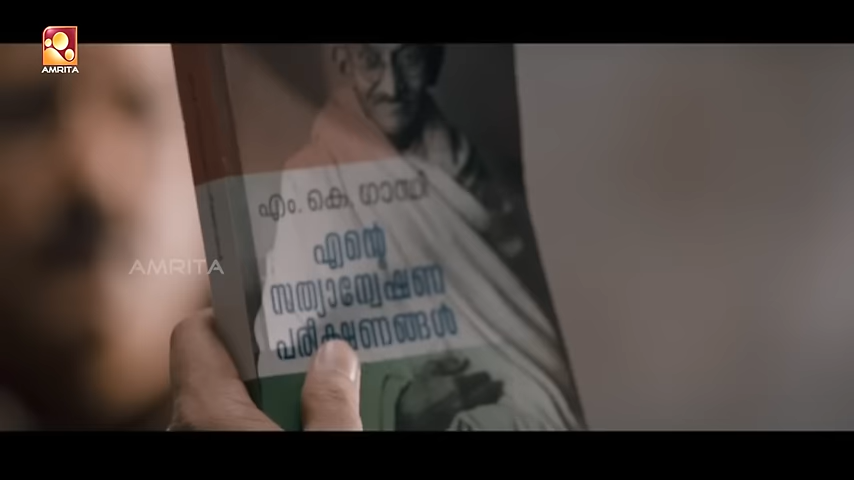 AMRITA
എം. കെ. ഗാന്ധി
എന്റെ
സത്യാന്വേഷണ
പരീക്ഷണങ്ങൾ
AMRITA